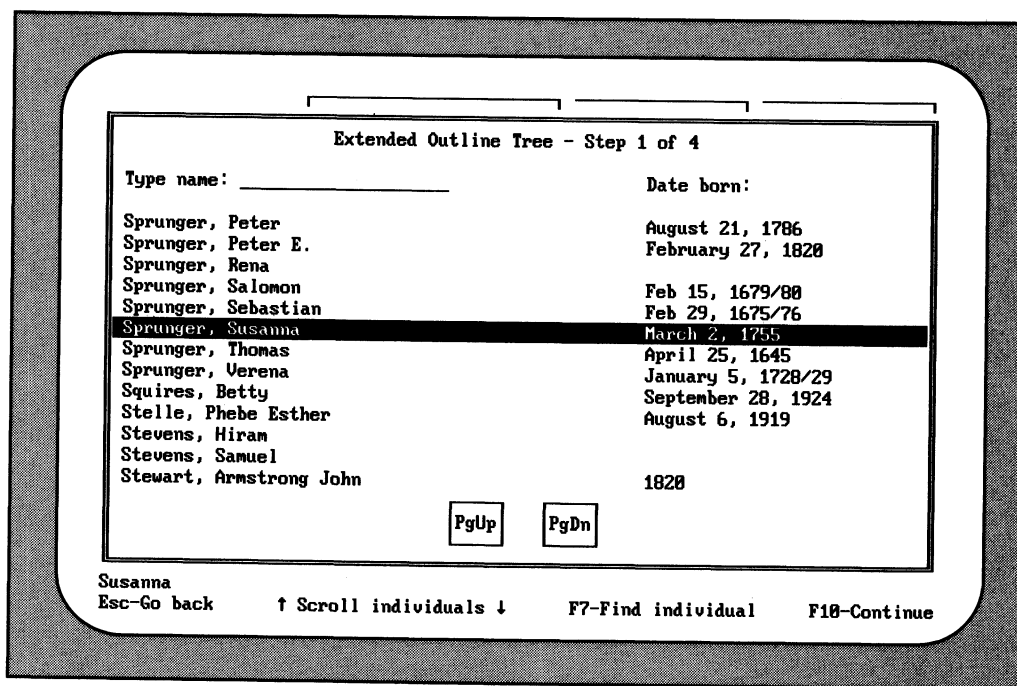 Extended Outline Tree - Step 1 of 4
Type name: ____________________ Date born:
Sprunger, Peter August 21, 1786
Sprunger, Peter E. February 27, 1820
Sprunger, Rena
Sprunger, Salomon Feb 15, 1679/80
Sprunger, Sebastian Feb 29, 1675/76
Sprunger, Susanna March 2, 1755
Sprunger, Thomas April 25, 1645
Sprunger, Verena January 5, 1728/29
Squires, Betty September 28, 1924
Stelle, Phebe Esther August 6, 1919
Stevens, Hiram
Stevens, Samuel
Stewart, Armstrong John 1820
PgUp PgDn
Susanna
Esc-Go back ↑ Scroll individuals ↓ F7-Find individual F10-Continue